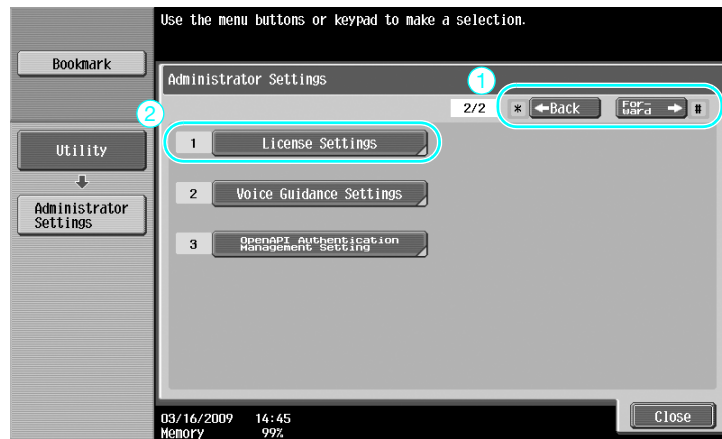 Use the menu buttons or keypad to make a selection.
Bookmark
Administrator Settings
1
2/2 * ←Back For-ward → #
2
Utility
1 License Settings
Administrator
Settings
2 Voice Guidance Settings
3 OpenAPI Authentication
Management Setting
03/16/2009 14:45
Memory 99%
Close